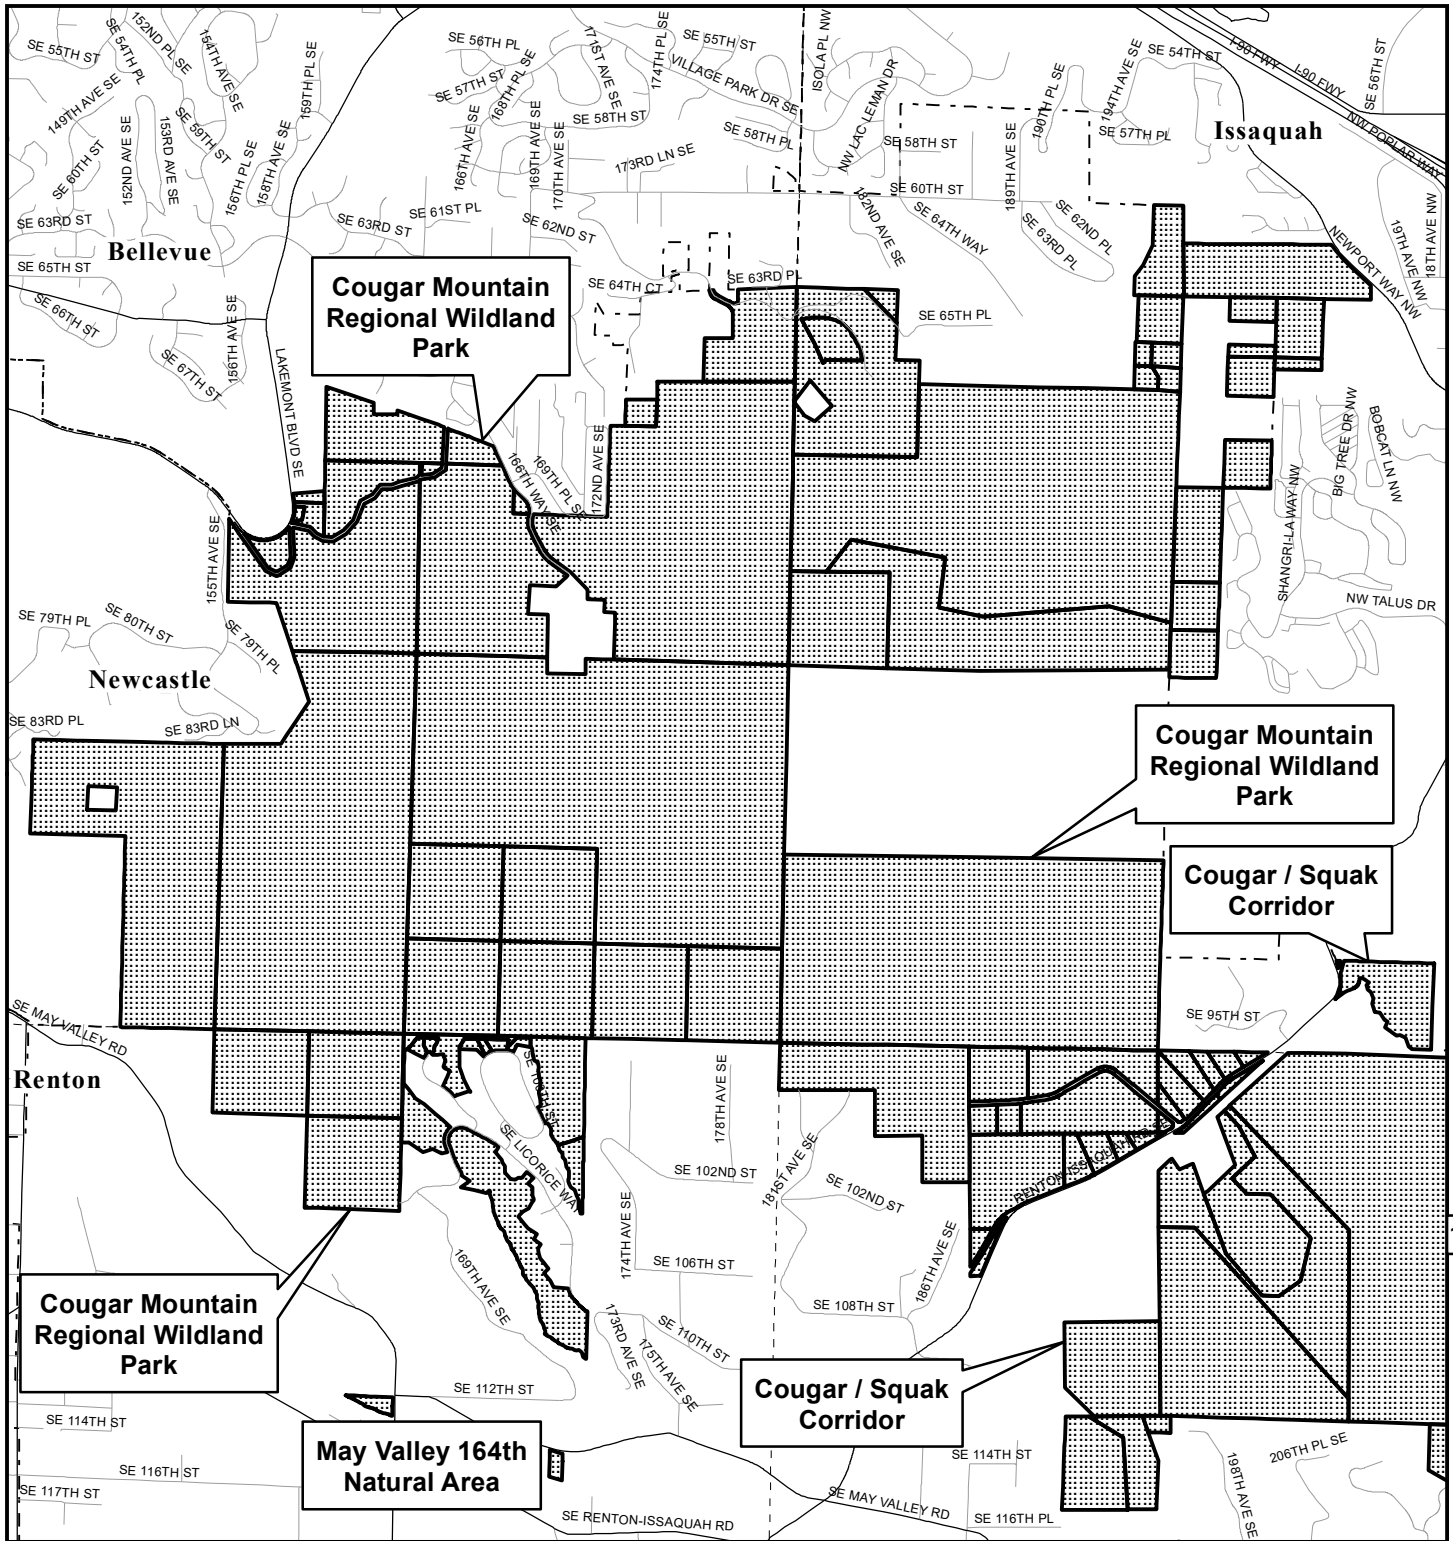 SE 55TH ST
SE 54TH PL
152ND PL SE
154TH AVE SE
149TH AVE SE
159TH PL SE
SE 59TH ST
SE 60TH ST
152ND AVE SE
153RD AVE SE
156TH PL SE
158TH AVE SE
SE 63RD ST
SE 63RD ST
Bellevue
SE 65TH ST
SE 66TH ST
SE 67TH ST
156TH AVE SE
LAKEMONT BLVD SE
SE 56TH PL
SE 57TH ST
168TH PL SE
171ST AVE SE
174TH PL SE
SE 55TH ST
VILLAGE PARK DR SE
SE 58TH ST
SE 58TH PL
166TH AVE SE
169TH AVE SE
170TH AVE SE
173RD LN SE
SE 61ST PL
SE 62ND ST
SE 64TH CT
SE 63RD PL
ISOLA PL NW
NW LAC LEMAN DR
SE 58TH ST
SE 60TH ST
182ND AVE SE
SE 64TH WAY
189TH AVE SE
190TH PL SE
194TH AVE SE
SE 54TH ST
SE 57TH PL
SE 62ND PL
SE 63RD PL
SE 65TH PL
I-90 FWY
I-90 FWY
SE 56TH ST
Issaquah
NW POPLAR WAY
19TH AVE NW
18TH AVE NW
NEWPORT WAY NW
Cougar Mountain
Regional Wildland
Park
166TH WAY SE
169TH PL SE
172ND AVE SE
BIG TREE DR NW
BOBCAT LN NW
SHANGRI-LA WAY NW
NW TALUS DR
155TH AVE SE
SE 79TH PL
SE 80TH ST
SE 79TH PL
Newcastle
SE 83RD PL
SE 83RD LN
Cougar Mountain
Regional Wildland
Park
Cougar / Squak
Corridor
SE 95TH ST
SE MAY VALLEY RD
Renton
SE 100TH ST
SE LICORICE WAY
178TH AVE SE
SE 102ND ST
181ST AVE SE
SE 102ND ST
RENTON-ISSAQUAH RD SE
174TH AVE SE
SE 106TH ST
186TH AVE SE
SE 108TH ST
169TH AVE SE
173RD AVE SE
175TH AVE SE
SE 110TH ST
Cougar Mountain
Regional Wildland
Park
SE 112TH ST
Cougar / Squak
Corridor
SE 114TH ST
May Valley 164th
Natural Area
SE 114TH ST
SE 116TH ST
SE 117TH ST
SE RENTON-ISSAQUAH RD
SE MAY VALLEY RD
SE 116TH PL
198TH AVE SE
206TH PL SE